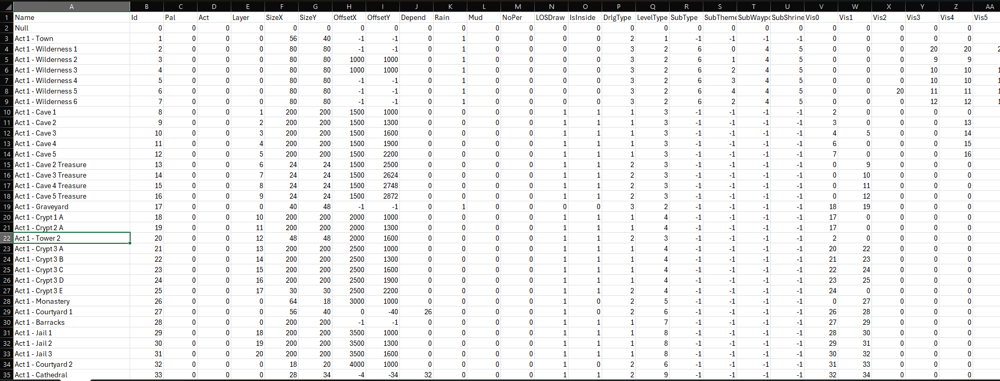 A B C D E F G H I J K L M N O P Q R S T U V W X Y Z AA
1 Name Id Pal Act Layer SizeX SizeY OffsetX OffsetY Depend Rain Mud NoPer LOSDraw IsInside DrlgType LevelType SubType SubTheme SubWaypo SubShrine Vis0 Vis1 Vis2 Vis3 Vis4 Vis5
2 Null 0 0 0 0 0 0 0 0 0 0 0 0 0 0 0 0 0 0 0 0 0 0 0 0 0
3 Act 1 - Town 1 0 0 0 56 40 -1 -1 0 1 0 0 0 0 2 1 -1 -1 -1 -1 0 0 0 0 0
4 Act 1 - Wilderness 1 2 0 0 0 80 80 -1 -1 0 1 0 0 0 0 3 2 6 0 4 5 0 0 0 20 20 2
5 Act 1 - Wilderness 2 3 0 0 0 80 80 1000 1000 0 1 0 0 0 0 3 2 6 1 4 5 0 0 0 9 9
6 Act 1 - Wilderness 3 4 0 0 0 80 80 1000 1000 0 1 0 0 0 0 3 2 6 2 4 5 0 0 0 10 10 1
7 Act 1 - Wilderness 4 5 0 0 0 80 80 -1 -1 0 1 0 0 0 0 3 2 6 3 4 5 0 0 0 10 10 1
8 Act 1 - Wilderness 5 6 0 0 0 80 80 -1 -1 0 1 0 0 0 0 3 2 6 4 4 5 0 0 20 11 11 1
9 Act 1 - Wilderness 6 7 0 0 0 80 80 -1 -1 0 1 0 0 0 0 3 2 6 2 4 5 0 0 0 12 12 1
10 Act 1 - Cave 1 8 0 0 1 200 200 1500 1000 0 0 0 0 1 1 1 3 -1 -1 -1 -1 2 0 0 0 0
11 Act 1 - Cave 2 9 0 0 2 200 200 1500 1300 0 0 0 0 1 1 1 3 -1 -1 -1 -1 3 0 0 0 13
12 Act 1 - Cave 3 10 0 0 3 200 200 1500 1600 0 0 0 0 1 1 1 3 -1 -1 -1 -1 4 5 0 0 14
13 Act 1 - Cave 4 11 0 0 4 200 200 1500 1900 0 0 0 0 1 1 1 3 -1 -1 -1 -1 6 0 0 0 15
14 Act 1 - Cave 5 12 0 0 5 200 200 1500 2200 0 0 0 0 1 1 1 3 -1 -1 -1 -1 7 0 0 0 16
15 Act 1 - Cave 2 Treasure 13 0 0 6 24 24 1500 2500 0 0 0 0 1 1 2 3 -1 -1 -1 -1 0 9 0 0 0
16 Act 1 - Cave 3 Treasure 14 0 0 7 24 24 1500 2624 0 0 0 0 1 1 2 3 -1 -1 -1 -1 0 10 0 0 0
17 Act 1 - Cave 4 Treasure 15 0 0 8 24 24 1500 2748 0 0 0 0 1 1 2 3 -1 -1 -1 -1 0 11 0 0 0
18 Act 1 - Cave 5 Treasure 16 0 0 9 24 24 1500 2872 0 0 0 0 1 1 2 3 -1 -1 -1 -1 0 12 0 0 0
19 Act 1 - Graveyard 17 0 0 0 40 48 -1 -1 0 1 0 0 0 0 3 2 -1 -1 -1 -1 18 19 0 0 0
20 Act 1 - Crypt 1 A 18 0 0 10 200 200 2000 1000 0 0 0 0 1 1 1 4 -1 -1 -1 -1 17 0 0 0 0
21 Act 1 - Crypt 2 A 19 0 0 11 200 200 2000 1300 0 0 0 0 1 1 1 4 -1 -1 -1 -1 17 0 0 0 0
22 Act 1 - Tower 2 20 0 0 12 48 48 2000 1600 0 0 0 0 1 1 2 3 -1 -1 -1 -1 2 0 0 0 0
23 Act 1 - Crypt 3 A 21 0 0 13 200 200 2500 1000 0 0 0 0 1 1 1 4 -1 -1 -1 -1 20 22 0 0 0
24 Act 1 - Crypt 3 B 22 0 0 14 200 200 2500 1300 0 0 0 0 1 1 1 4 -1 -1 -1 -1 21 23 0 0 0
25 Act 1 - Crypt 3 C 23 0 0 15 200 200 2500 1600 0 0 0 0 1 1 1 4 -1 -1 -1 -1 22 24 0 0 0
26 Act 1 - Crypt 3 D 24 0 0 16 200 200 2500 1900 0 0 0 0 1 1 1 4 -1 -1 -1 -1 23 25 0 0 0
27 Act 1 - Crypt 3 E 25 0 0 17 30 30 2500 2200 0 0 0 0 1 1 2 4 -1 -1 -1 -1 24 0 0 0 0
28 Act 1 - Monastery 26 0 0 0 64 18 3000 1000 0 0 0 0 1 0 2 5 -1 -1 -1 -1 0 27 0 0 0
29 Act 1 - Courtyard 1 27 0 0 0 56 40 0 -40 26 0 0 0 1 0 2 6 -1 -1 -1 -1 26 28 0 0 0
30 Act 1 - Barracks 28 0 0 0 200 200 -1 -1 0 0 0 0 1 1 1 7 -1 -1 -1 -1 27 29 0 0 0
31 Act 1 - Jail 1 29 0 0 18 200 200 3500 1000 0 0 0 0 1 1 1 8 -1 -1 -1 -1 28 30 0 0 0
32 Act 1 - Jail 2 30 0 0 19 200 200 3500 1300 0 0 0 0 1 1 1 8 -1 -1 -1 -1 29 31 0 0 0
33 Act 1 - Jail 3 31 0 0 20 200 200 3500 1600 0 0 0 0 1 1 1 8 -1 -1 -1 -1 30 32 0 0 0
34 Act 1 - Courtyard 2 32 0 0 0 18 20 4000 1000 0 0 0 0 1 0 2 6 -1 -1 -1 -1 31 33 0 0 0
35 Act 1 - Cathedral 33 0 0 0 28 34 -4 -34 32 0 0 0 1 1 2 9 -1 -1 -1 -1 32 34 0 0 0